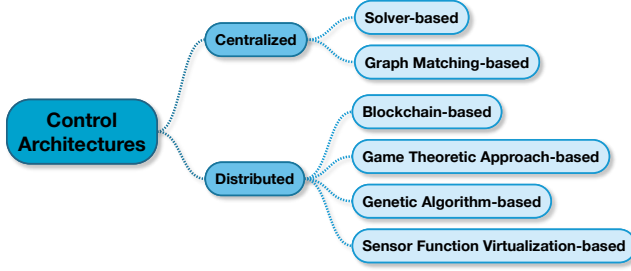 Control
Architectures
Centralized
Solver-based
Graph Matching-based
Distributed
Blockchain-based
Game Theoretic Approach-based
Genetic Algorithm-based
Sensor Function Virtualization-based